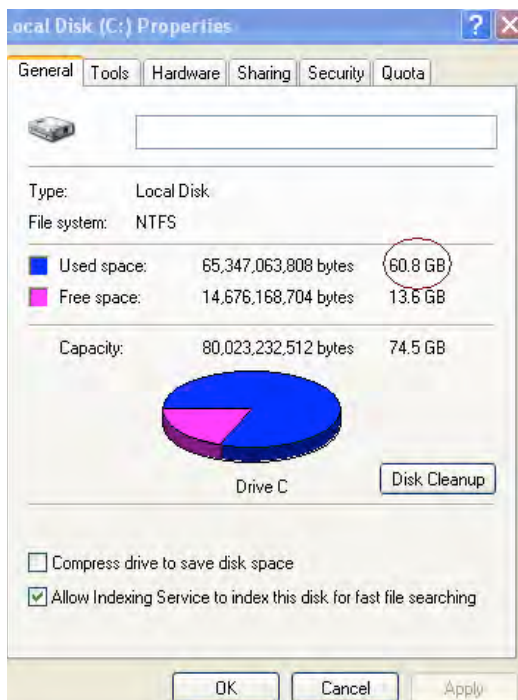 Local Disk (C:) Properties
General Tools Hardware Sharing Security Quota
Type: Local Disk
File system: NTFS
Used space: 65,347,063,808 bytes 60.8 GB
Free space: 14,676,168,704 bytes 13.6 GB
Capacity: 80,023,232,512 bytes 74.5 GB
Drive C
Disk Cleanup
Compress drive to save disk space
Allow Indexing Service to index this disk for fast file searching
OK Cancel Apply